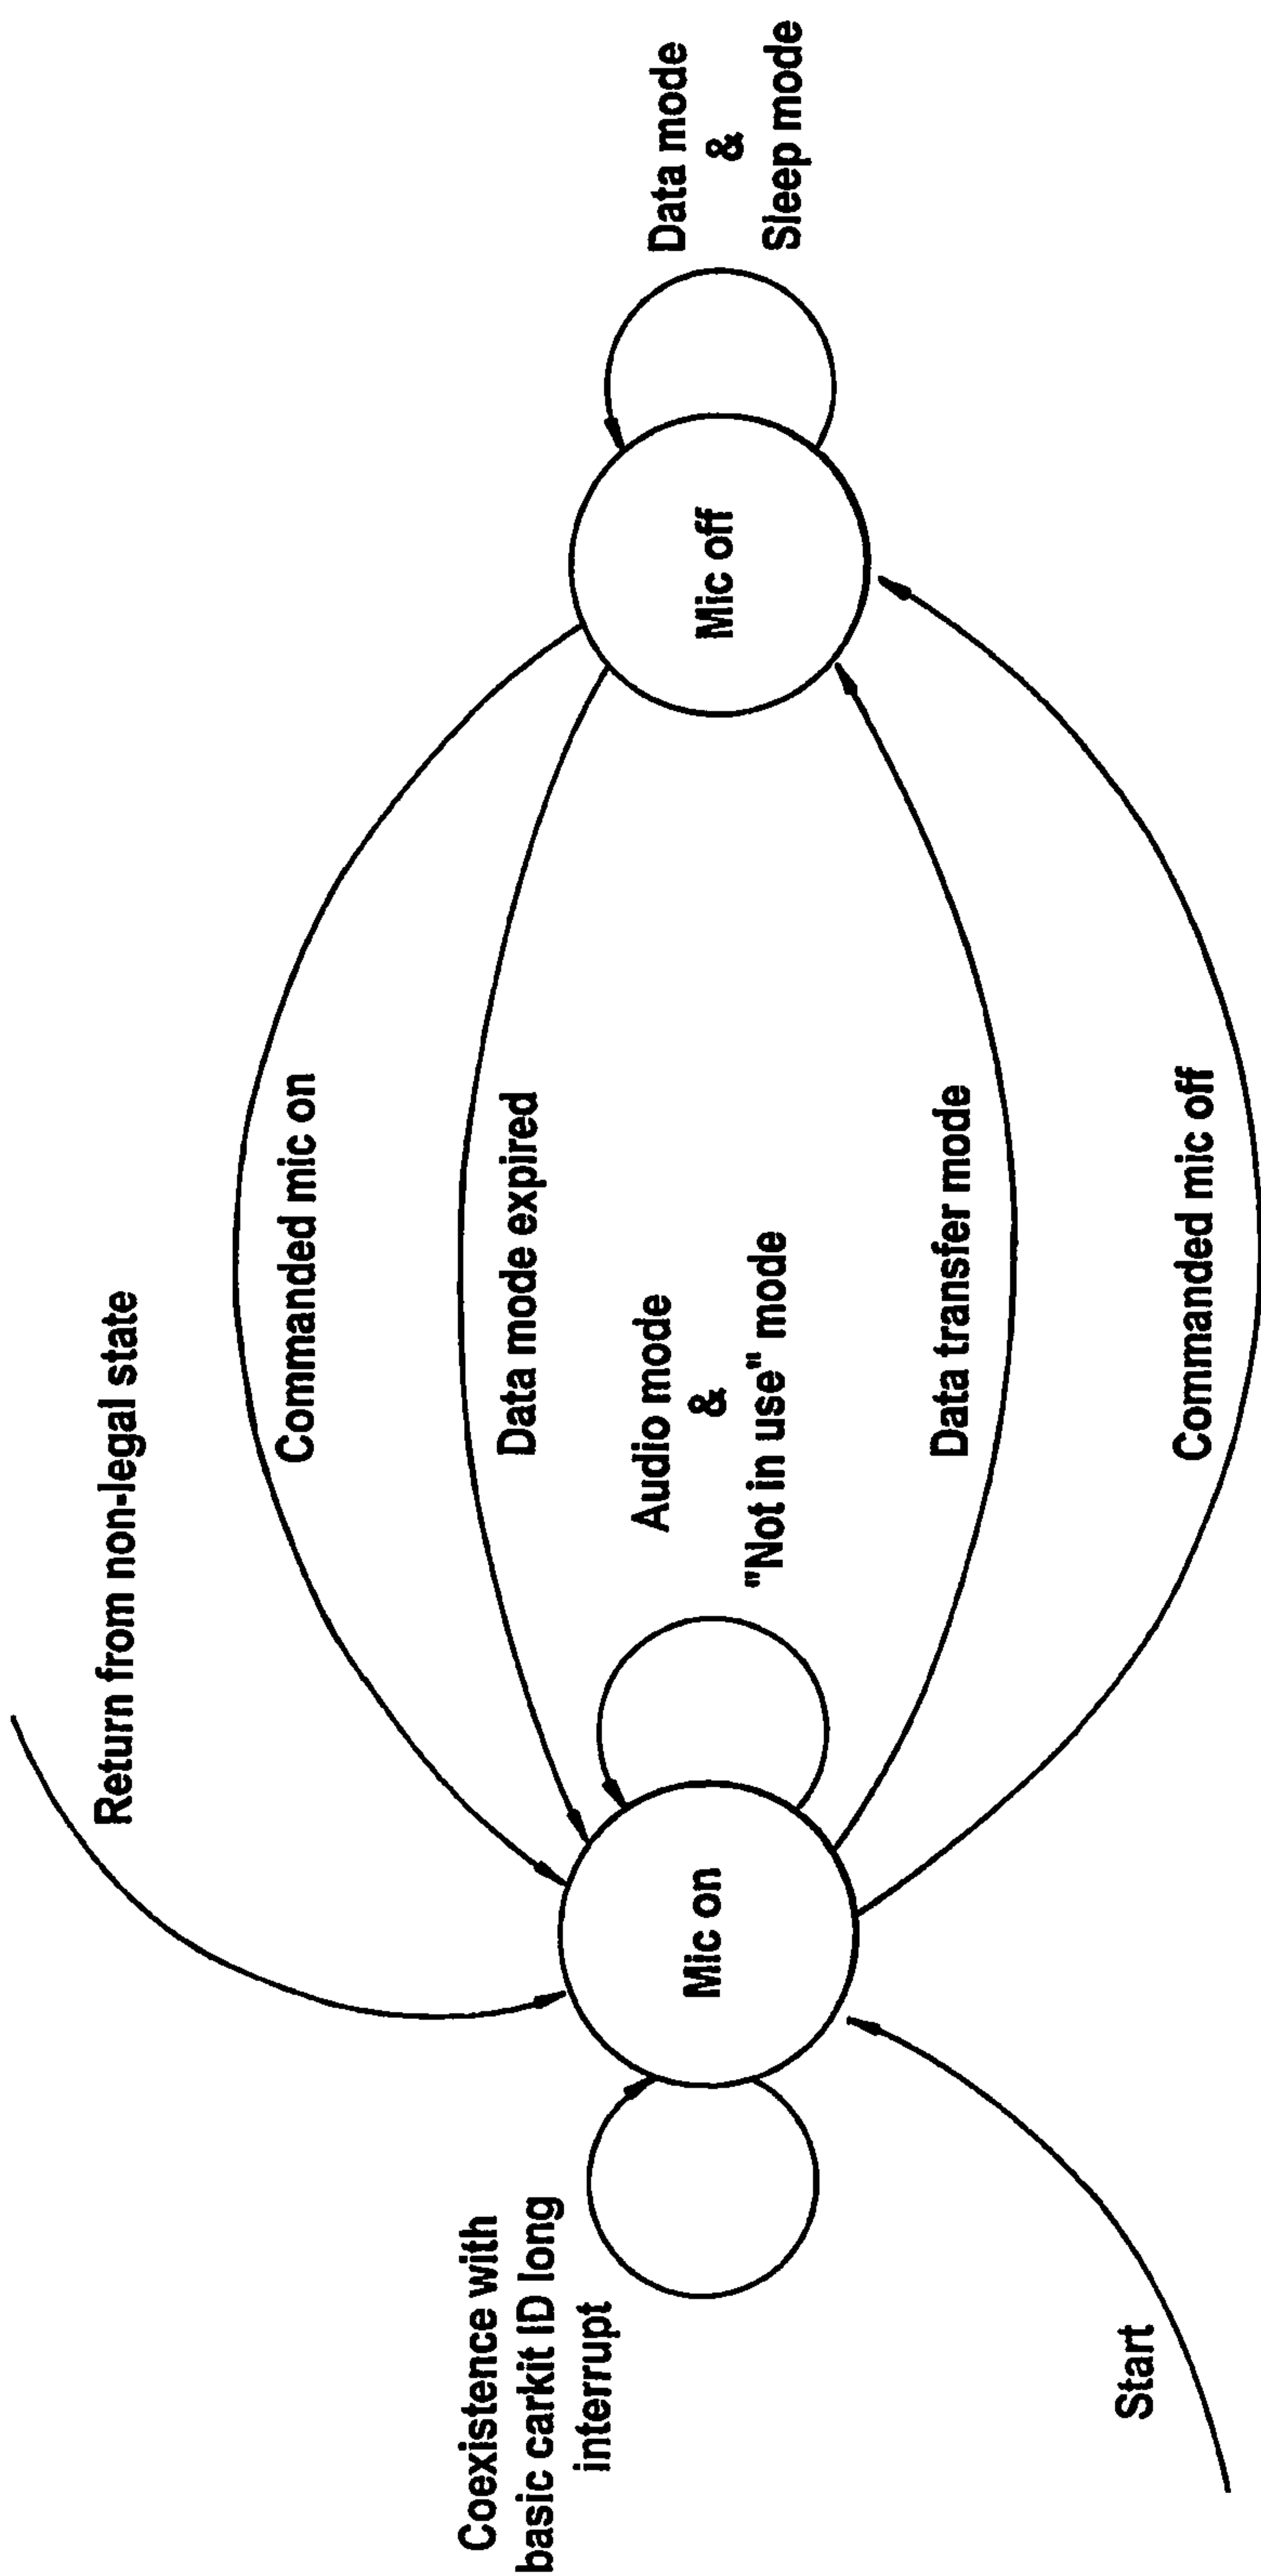 Return from non-legal state
Commanded mic on
Data mode expired
Coexistence with
basic carkit ID long
interrupt
Mic on
Audio mode
&
"Not in use" mode
Mic off
Data mode
&
Sleep mode
Data transfer mode
Start
Commanded mic off